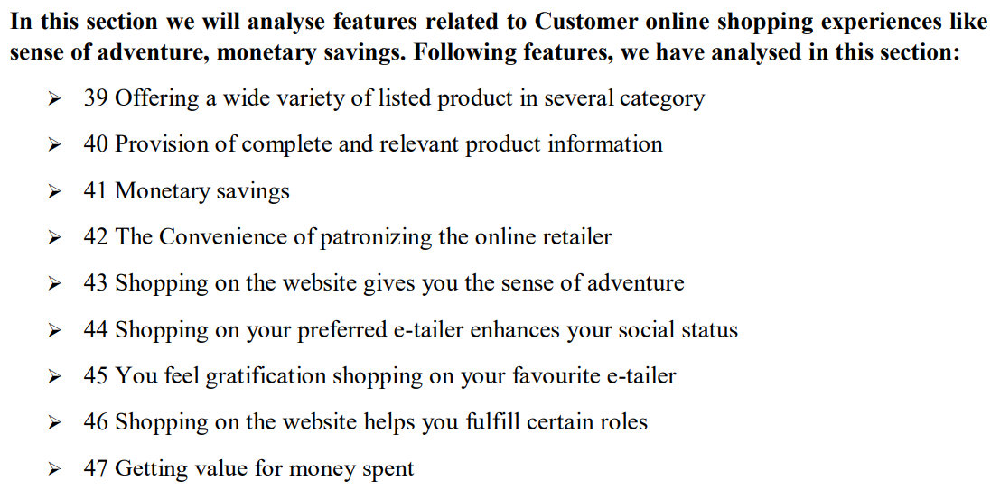 In this section we will analyse features related to Customer online shopping experiences like
sense of adventure, monetary savings. Following features, we have analysed in this section:
➢ 39 Offering a wide variety of listed product in several category
➢ 40 Provision of complete and relevant product information
➢ 41 Monetary savings
➢ 42 The Convenience of patronizing the online retailer
➢ 43 Shopping on the website gives you the sense of adventure
➢ 44 Shopping on your preferred e-tailer enhances your social status
➢ 45 You feel gratification shopping on your favourite e-tailer
➢ 46 Shopping on the website helps you fulfill certain roles
➢ 47 Getting value for money spent